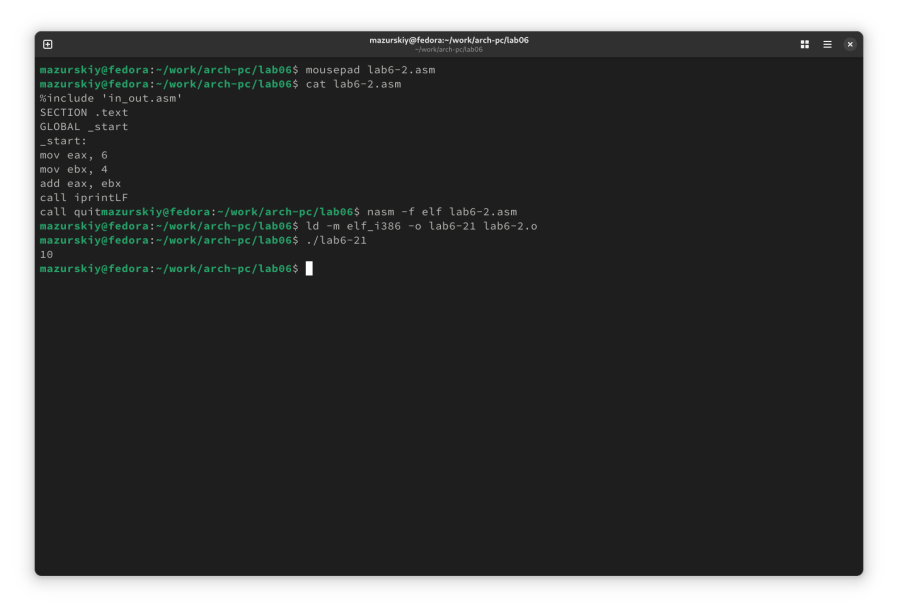 mazurskiy@fedora:~/work/arch-pc/lab06
~/work/arch-pc/lab06
mazurskiy@fedora:~/work/arch-pc/lab06$ mousepad lab6-2.asm
mazurskiy@fedora:~/work/arch-pc/lab06$ cat lab6-2.asm
%include 'in_out.asm'
SECTION .text
GLOBAL _start
_start:
mov eax, 6
mov ebx, 4
add eax, ebx
call iprintLF
call quitmazurskiy@fedora:~/work/arch-pc/lab06$ nasm -f elf lab6-2.asm
mazurskiy@fedora:~/work/arch-pc/lab06$ ld -m elf_i386 -o lab6-21 lab6-2.o
mazurskiy@fedora:~/work/arch-pc/lab06$ ./lab6-21
10
mazurskiy@fedora:~/work/arch-pc/lab06$